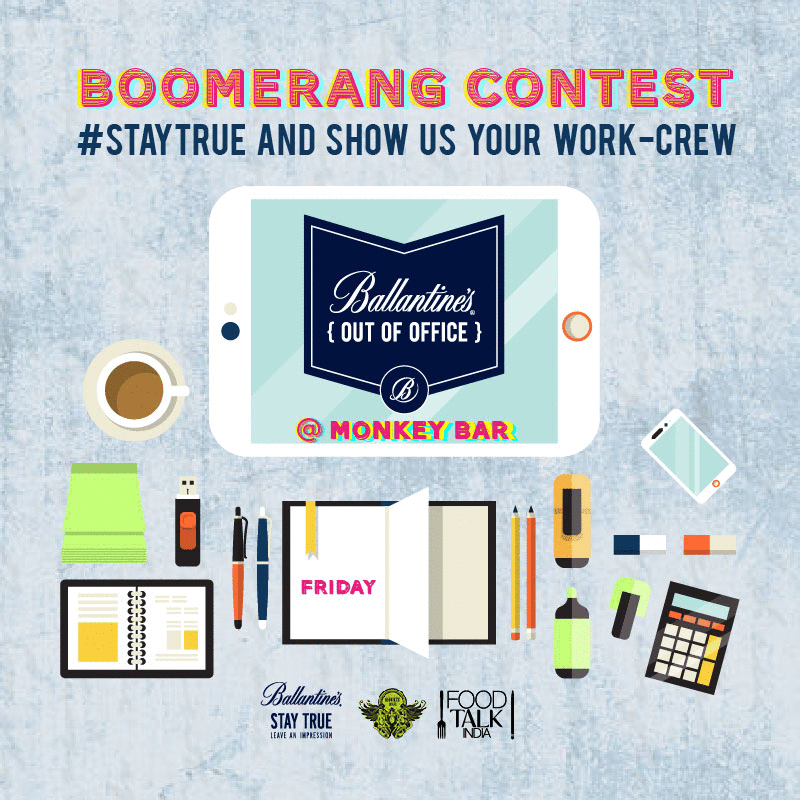 BOOMERANG CONTEST
#STAYTRUE AND SHOW US YOUR WORK-CREW
Ballantine's®
{ OUT OF OFFICE }
B
@ MONKEY BAR
FRIDAY
Ballantine's
STAY TRUE
LEAVE AN IMPRESSION
FOOD
TALK
INDIA